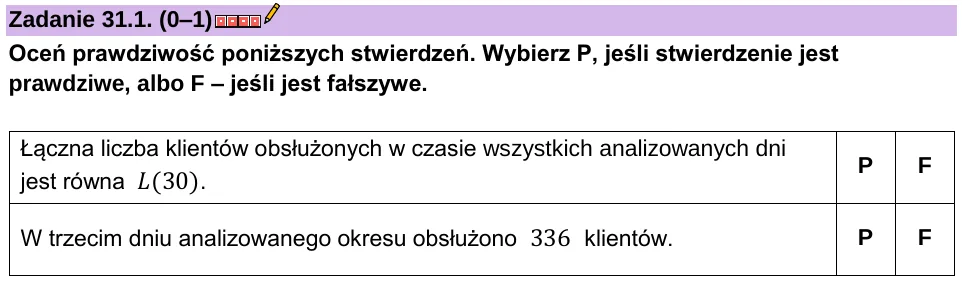 Zadanie 31.1. (0–1)
Oceń prawdziwość poniższych stwierdzeń. Wybierz P, jeśli stwierdzenie jest
prawdziwe, albo F – jeśli jest fałszywe.
Łączna liczba klientów obsłużonych w czasie wszystkich analizowanych dni
jest równa L(30).
P F
W trzecim dniu analizowanego okresu obsłużono 336 klientów.
P F